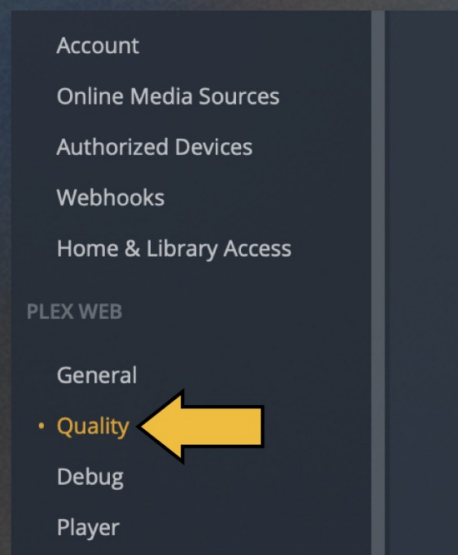 Account
Online Media Sources
Authorized Devices
Webhooks
Home & Library Access
PLEX WEB
General
Quality
Debug
Player